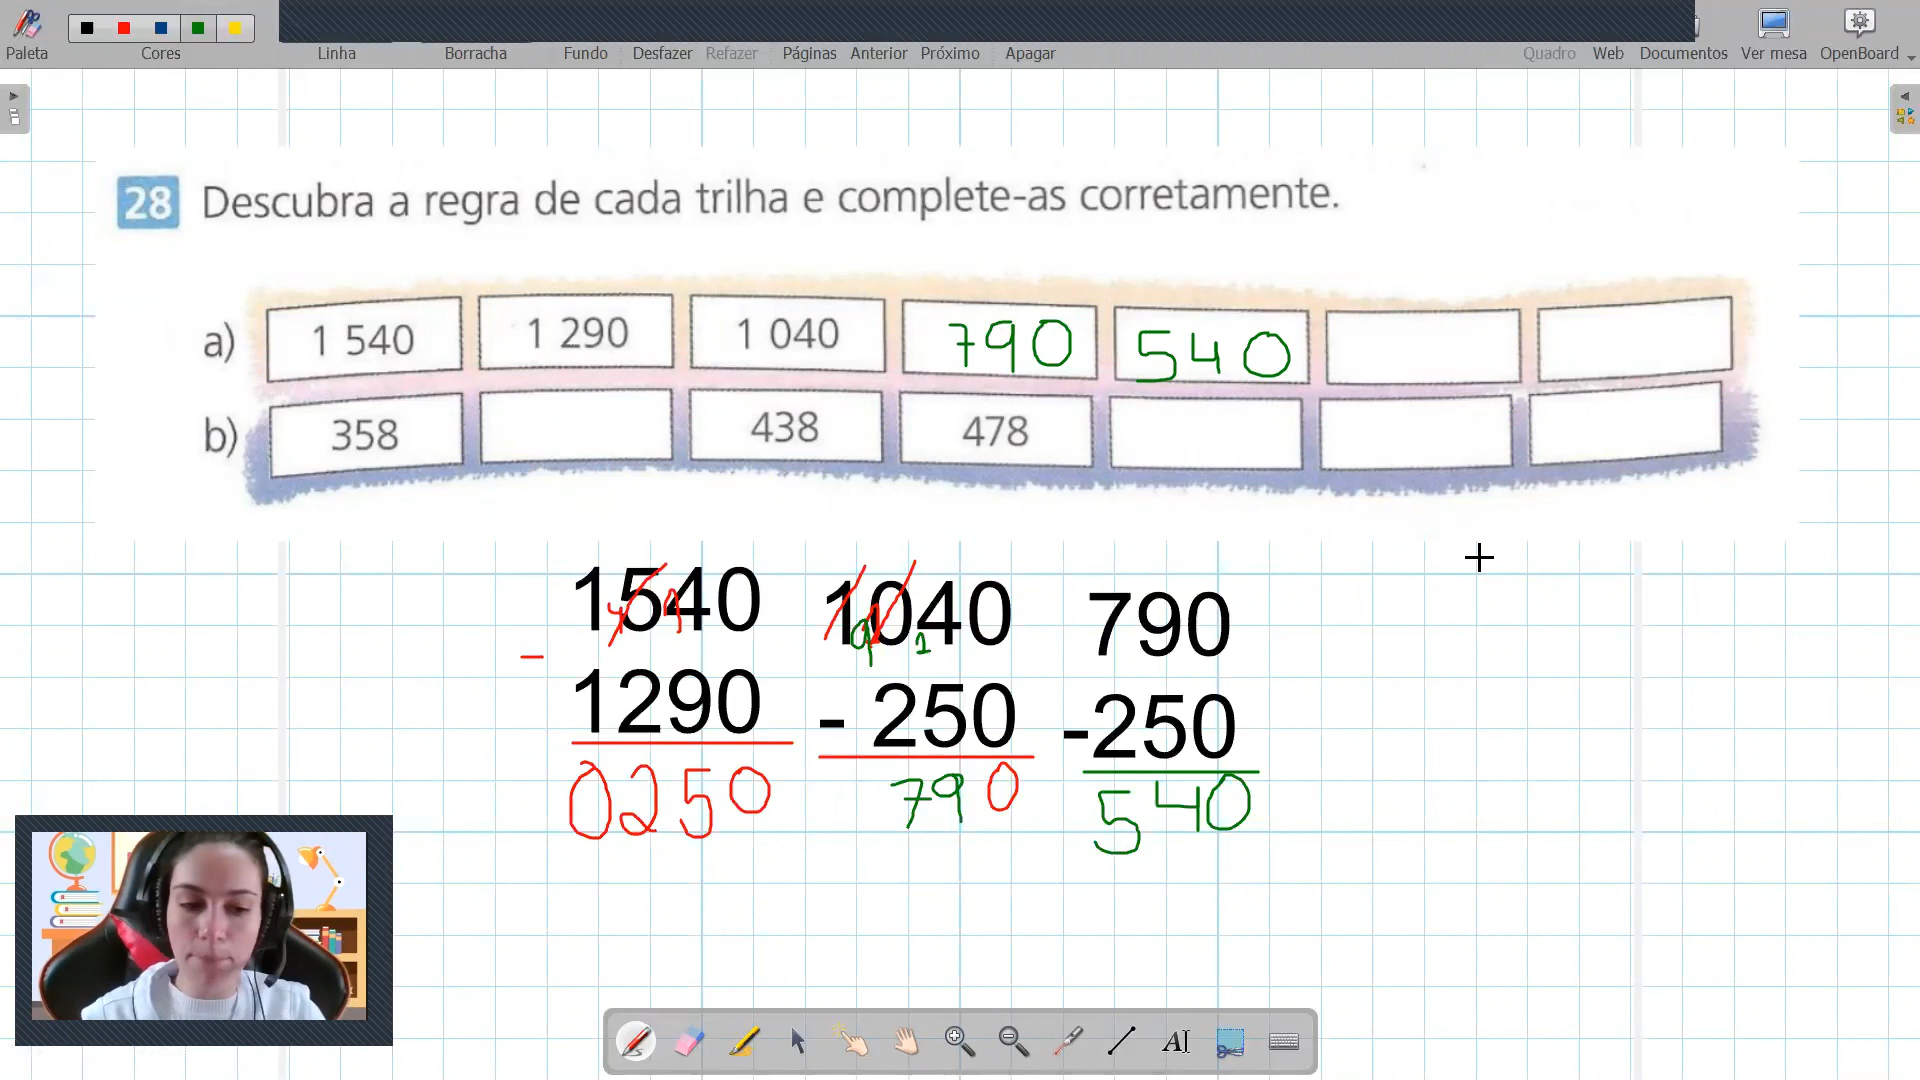 Paleta Cores Linha Borracha Fundo Desfazer Refazer Páginas Anterior Próximo Apagar Quadro Web Documentos Ver mesa OpenBoard
28 Descubra a regra de cada trilha e complete-as corretamente.
a) 1 540 1 290 1 040 790 540
b) 358 438 478
1540 1040 790
- 1290 - 250 -250
0250 790 540